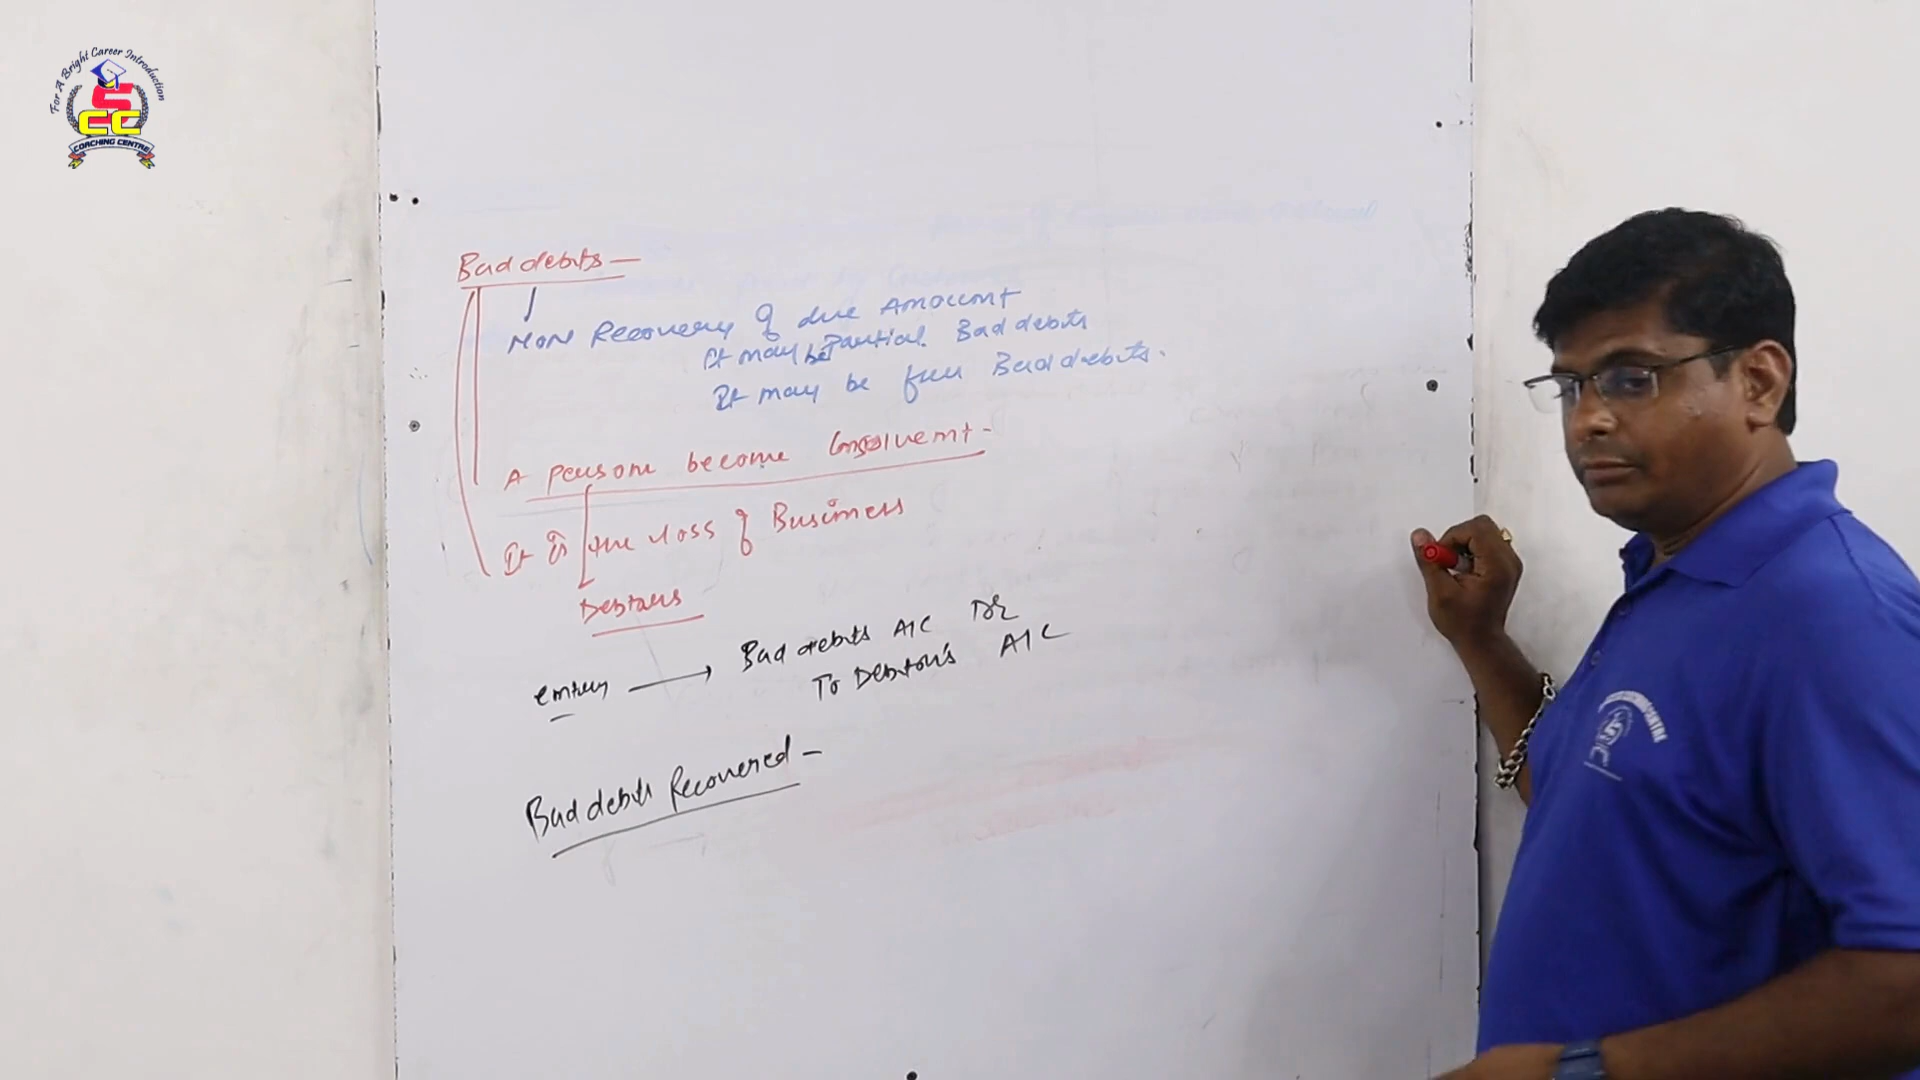 For A Bright Career Introduction
SCC
COACHING CENTRE
Bad debts —
Non Recovery of due Amount
It may be Partial Bad debts
It may be full Bad debts.
A person become Insolvent -
It is the loss of Business
Debtors
entry → Bad debts A/C Dr
To Debtor's A/C
Bad debts Recovered —
CENTRE